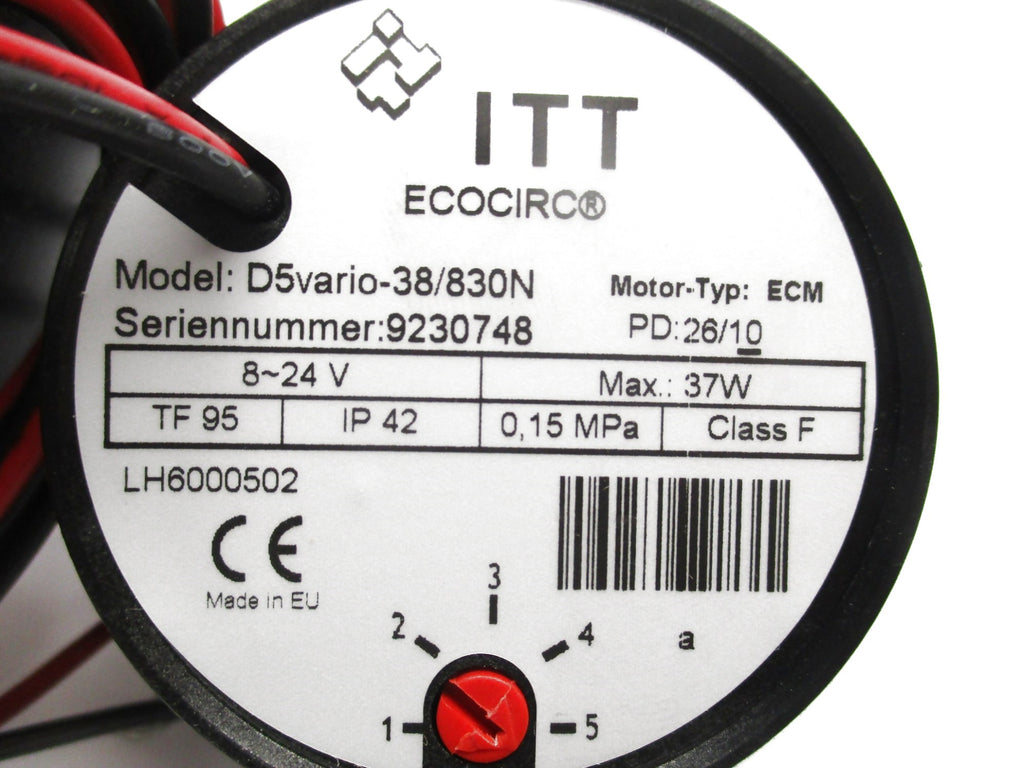 ITT
ECOCIRC®
Model: D5vario-38/830N
Motor-Typ: ECM
Seriennummer:9230748
PD:26/10
8~24 V
Max.: 37W
TF 95
IP 42
0,15 MPa
Class F
LH6000502
CE
Made in EU
a
1
2
3
4
5